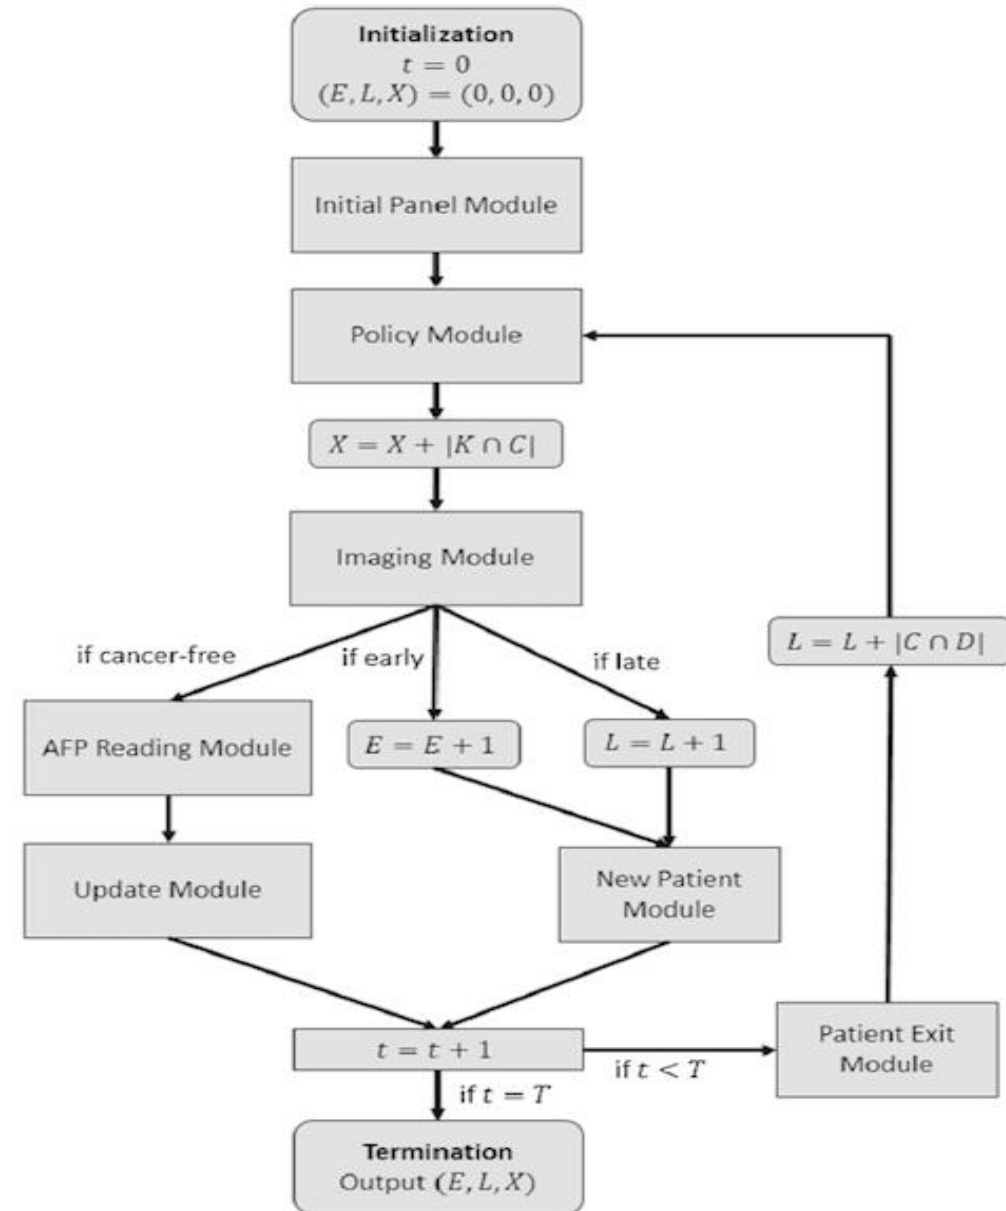 Initialization
t = 0
(E, L, X) = (0, 0, 0)
Initial Panel Module
Policy Module
X = X + |K ∩ C|
Imaging Module
if cancer-free
if early
if late
L = L + |C ∩ D|
AFP Reading Module
E = E + 1
L = L + 1
Update Module
New Patient
Module
t = t + 1
if t < T
Patient Exit
Module
if t = T
Termination
Output (E, L, X)